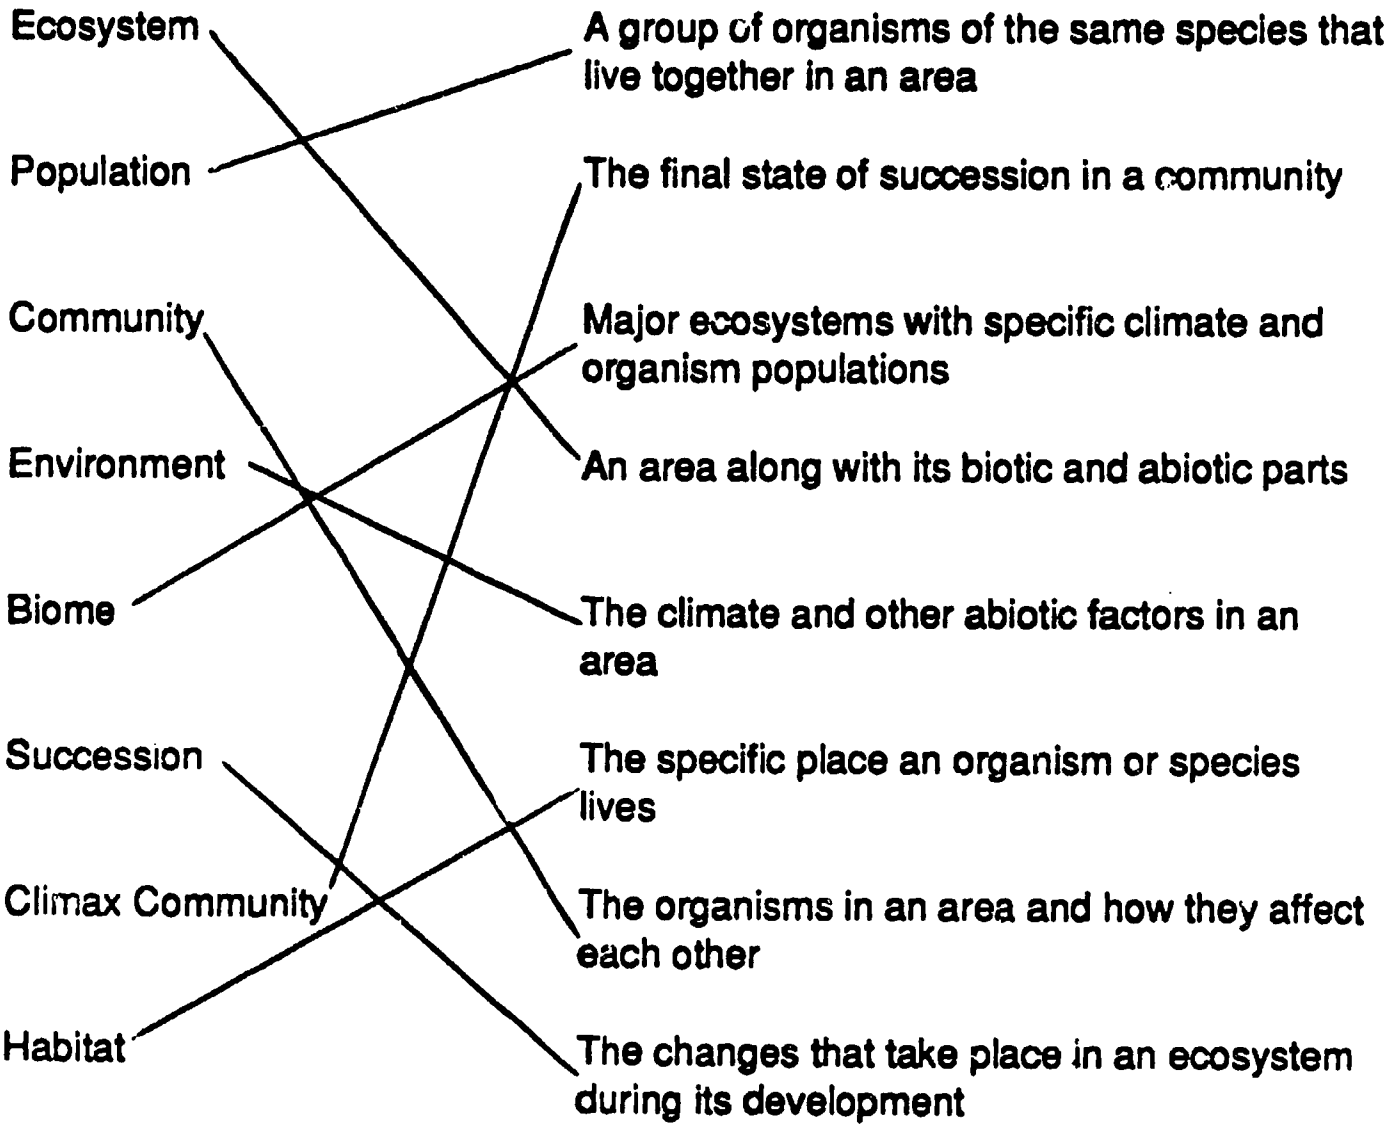 Ecosystem
A group of organisms of the same species that
live together in an area
Population
The final state of succession in a community
Community
Major ecosystems with specific climate and
organism populations
Environment
An area along with its biotic and abiotic parts
Biome
The climate and other abiotic factors in an
area
Succession
The specific place an organism or species
lives
Climax Community
The organisms in an area and how they affect
each other
Habitat
The changes that take place in an ecosystem
during its development